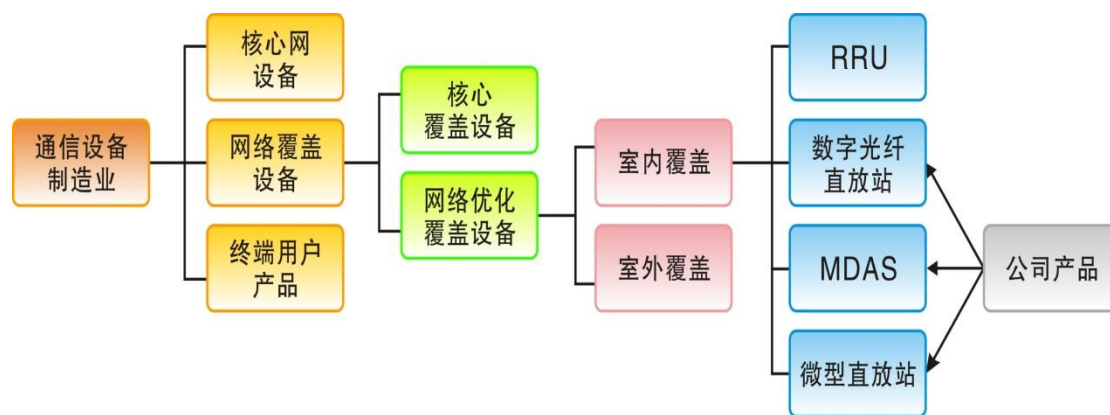 通信设备
制造业
核心网
设备
网络覆盖
设备
终端用户
产品
核心
覆盖设备
网络优化
覆盖设备
室内覆盖
室外覆盖
RRU
数字光纤
直放站
MDAS
微型直放站
公司产品